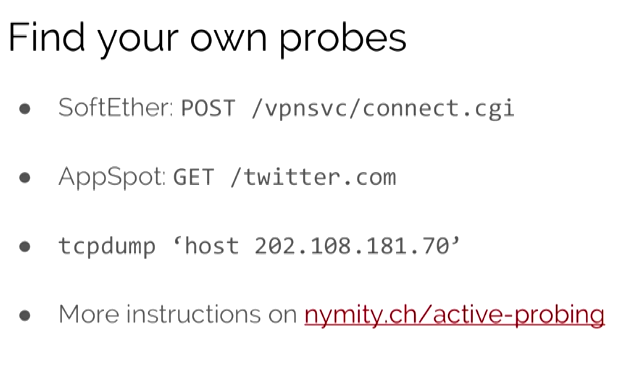 Find your own probes
● SoftEther: POST /vpnsvc/connect.cgi
● AppSpot: GET /twitter.com
● tcpdump ‘host 202.108.181.70’
● More instructions on nymity.ch/active-probing